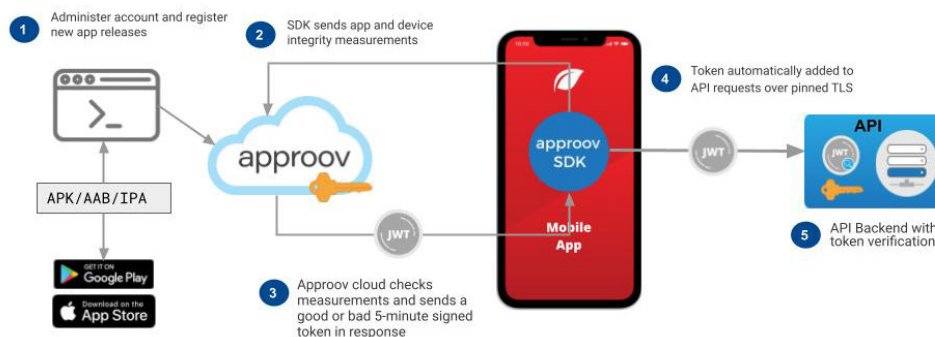 1
Administer account and register
new app releases
2
SDK sends app and device
integrity measurements
10:02
4
Token automatically added to
API requests over pinned TLS
>_
approov
approov
SDK
JWT
API
JWT
APK/AAB/IPA
JWT
Mobile
App
5
API Backend with
token verification
GET IT ON
Google Play
Download on the
App Store
3
Approov cloud checks
measurements and sends a
good or bad 5-minute signed
token in response